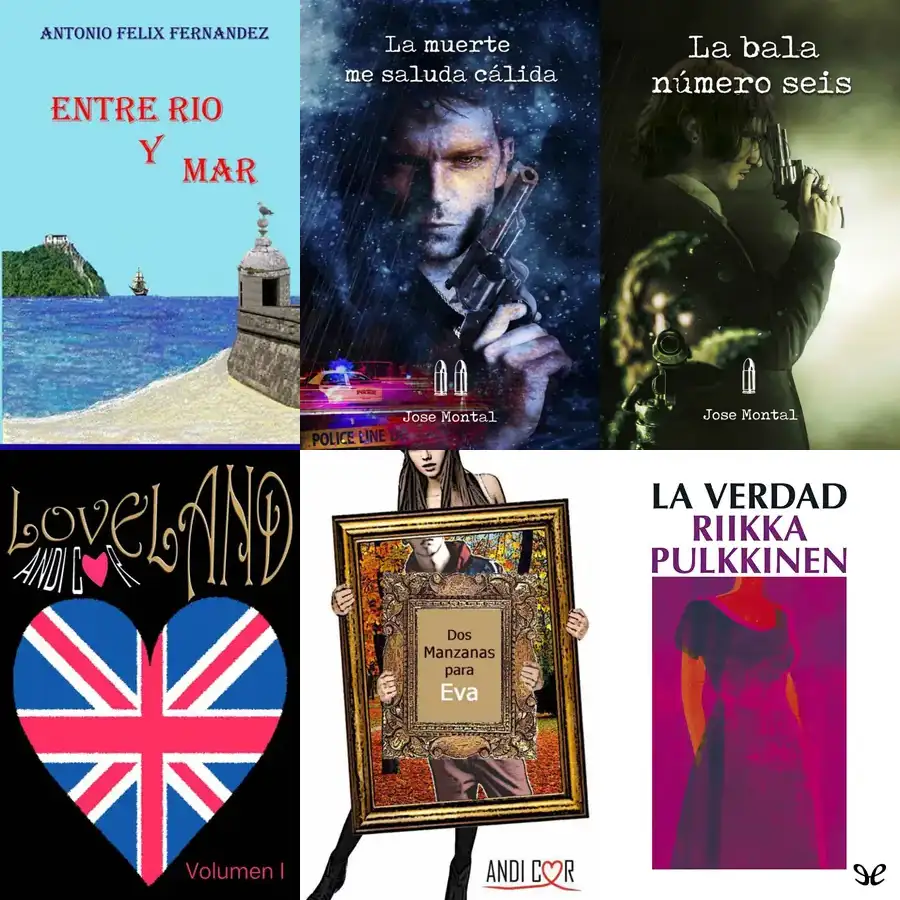 ANTONIO FELIX FERNANDEZ
ENTRE RIO
Y
MAR
La muerte
me saluda cálida
POLICE LINE D
Jose Montal
La bala
número seis
Jose Montal
LOVELAND
ANDI COR
Volumen I
Dos
Manzanas
para
Eva
ANDI COR
LA VERDAD
RIIKKA
PULKKINEN